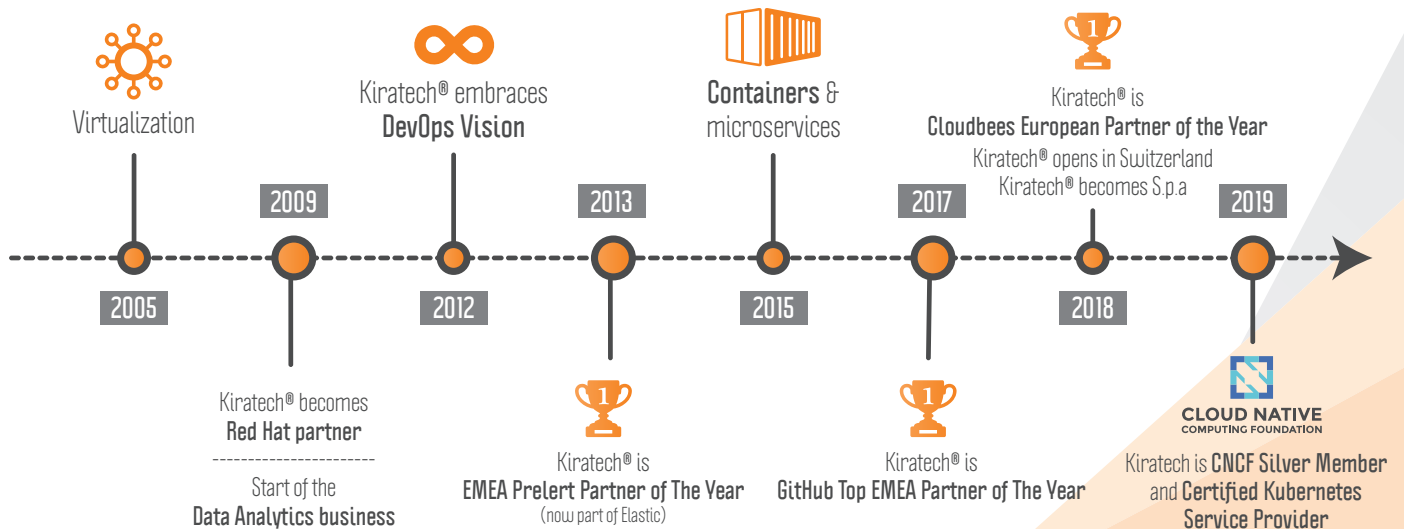 Virtualization
2005
2009
Kiratech® becomes
Red Hat partner
-----------------------
Start of the
Data Analytics business
Kiratech® embraces
DevOps Vision
2012
2013
1
Kiratech® is
EMEA Prelert Partner of The Year
(now part of Elastic)
Containers &
microservices
2015
2017
1
Kiratech® is
GitHub Top EMEA Partner of The Year
1
Kiratech® is
Cloudbees European Partner of the Year
Kiratech® opens in Switzerland
Kiratech® becomes S.p.a
2018
2019
CLOUD NATIVE
COMPUTING FOUNDATION
Kiratech is CNCF Silver Member
and Certified Kubernetes
Service Provider